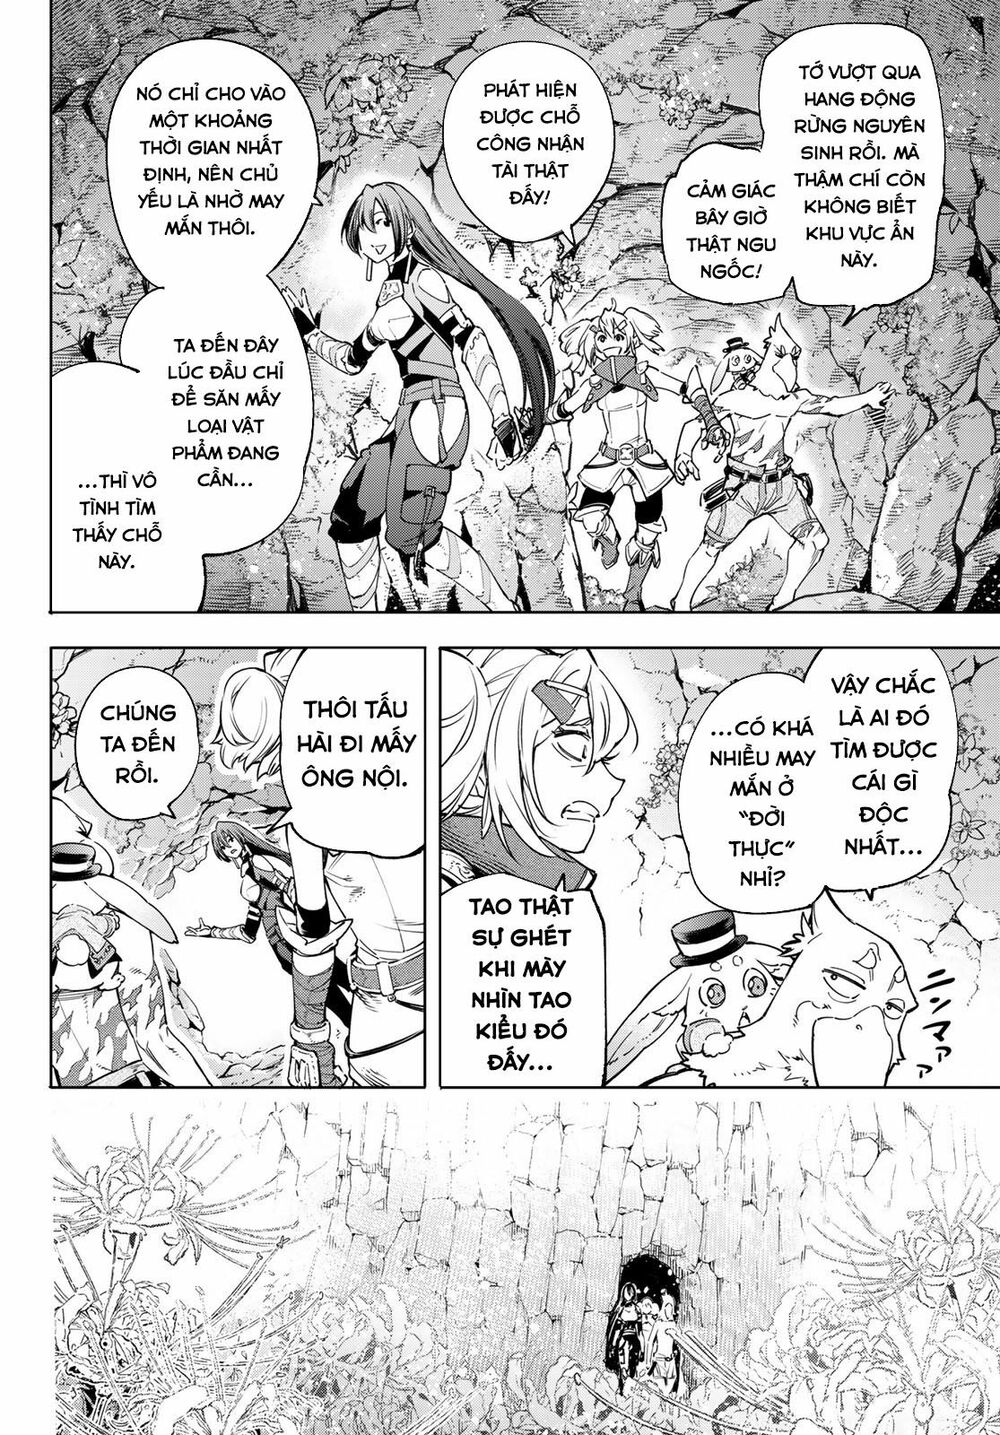 TỚ VƯỢT QUA
HANG ĐỘNG
RỪNG NGUYÊN
SINH RỒI. MÀ
THẬM CHÍ CÒN
KHÔNG BIẾT
KHU VỰC ẨN
NÀY.
CẢM GIÁC
BÂY GIỜ
THẬT NGU
NGỐC!
PHÁT HIỆN
ĐƯỢC CHỖ
CÔNG NHẬN
TÀI THẬT
ĐẤY!
NÓ CHỈ CHO VÀO
MỘT KHOẢNG
THỜI GIAN NHẤT
ĐỊNH, NÊN CHỦ
YẾU LÀ NHỜ MAY
MẮN THÔI.
TA ĐẾN ĐÂY
LÚC ĐẦU CHỈ
ĐỂ SĂN MẤY
LOẠI VẬT
PHẨM ĐANG
CẦN...
...THÌ VÔ
TÌNH TÌM
THẤY CHỖ
NÀY.
VẬY CHẮC
LÀ AI ĐÓ
TÌM ĐƯỢC
CÁI GÌ
ĐỘC
NHẤT...
...CÓ KHÁ
NHIỀU MAY
MẮN Ở
"ĐỜI
THỰC"
NHỈ?
TAO THẬT
SỰ GHÉT
KHI MÀY
NHÌN TAO
KIỂU ĐÓ
ĐẤY...
ニンマァァ
THÔI TẤU
HÀI ĐI MẤY
ÔNG NỘI.
CHÚNG
TA ĐẾN
RỒI.